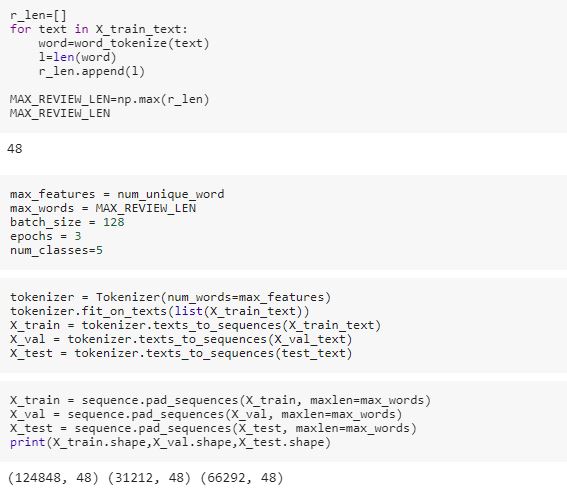 r_len=[]
for text in X_train_text:
    word=word_tokenize(text)
    l=len(word)
    r_len.append(l)
MAX_REVIEW_LEN=np.max(r_len)
MAX_REVIEW_LEN
48
max_features = num_unique_word
max_words = MAX_REVIEW_LEN
batch_size = 128
epochs = 3
num_classes=5
tokenizer = Tokenizer(num_words=max_features)
tokenizer.fit_on_texts(list(X_train_text))
X_train = tokenizer.texts_to_sequences(X_train_text)
X_val = tokenizer.texts_to_sequences(X_val_text)
X_test = tokenizer.texts_to_sequences(test_text)
X_train = sequence.pad_sequences(X_train, maxlen=max_words)
X_val = sequence.pad_sequences(X_val, maxlen=max_words)
X_test = sequence.pad_sequences(X_test, maxlen=max_words)
print(X_train.shape,X_val.shape,X_test.shape)
(124848, 48) (31212, 48) (66292, 48)